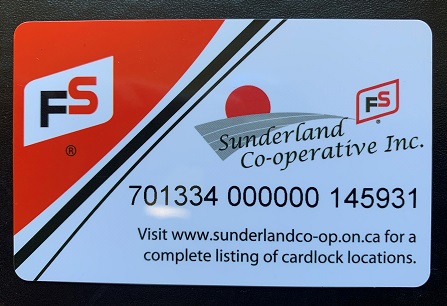 FS
®
FS
®
Sunderland
Co-operative Inc.
701334 000000 145931
Visit www.sunderlandco-op.on.ca for a
complete listing of cardlock locations.